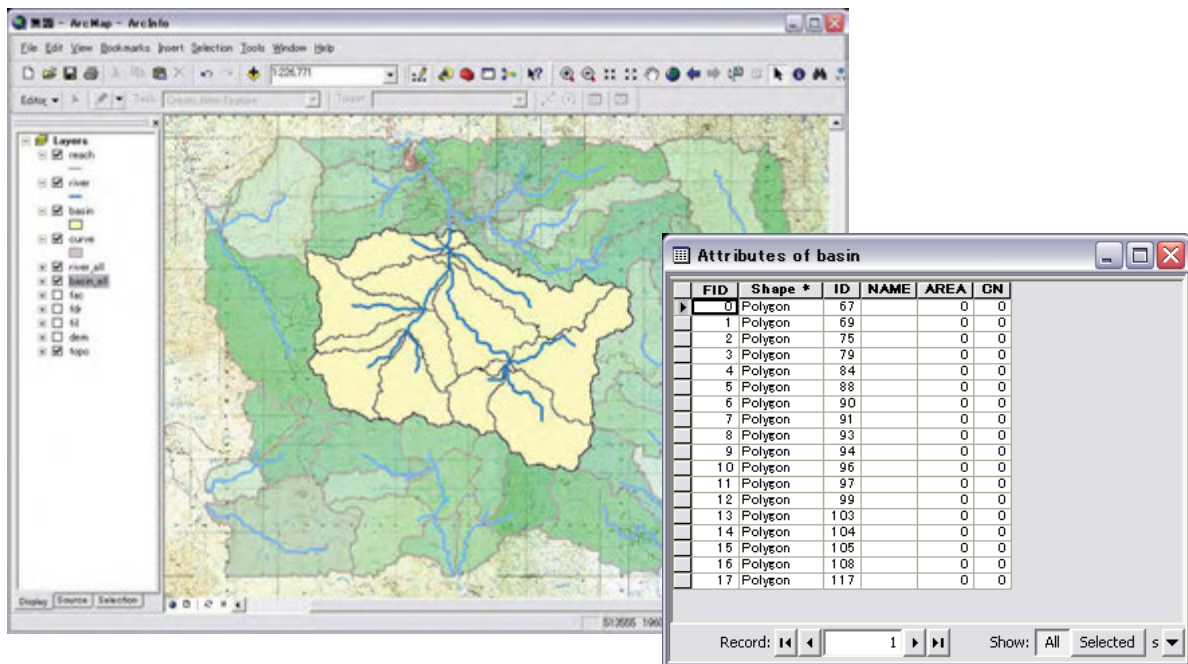 無題 - ArcMap - ArcInfo
File Edit View Bookmarks Insert Selection Tools Window Help
1:226,771
Editor Task: Create New Feature Target:
Layers
reach
river
basin
curve
river_all
basin_all
fac
fdr
fil
dem
topo
Display Source Selection
Attributes of basin
FID Shape * ID NAME AREA CN
0 Polygon 67 0 0
1 Polygon 69 0 0
2 Polygon 75 0 0
3 Polygon 79 0 0
4 Polygon 84 0 0
5 Polygon 88 0 0
6 Polygon 90 0 0
7 Polygon 91 0 0
8 Polygon 93 0 0
9 Polygon 94 0 0
10 Polygon 96 0 0
11 Polygon 97 0 0
12 Polygon 99 0 0
13 Polygon 103 0 0
14 Polygon 104 0 0
15 Polygon 105 0 0
16 Polygon 108 0 0
17 Polygon 117 0 0
Record: 1 Show: All Selected s